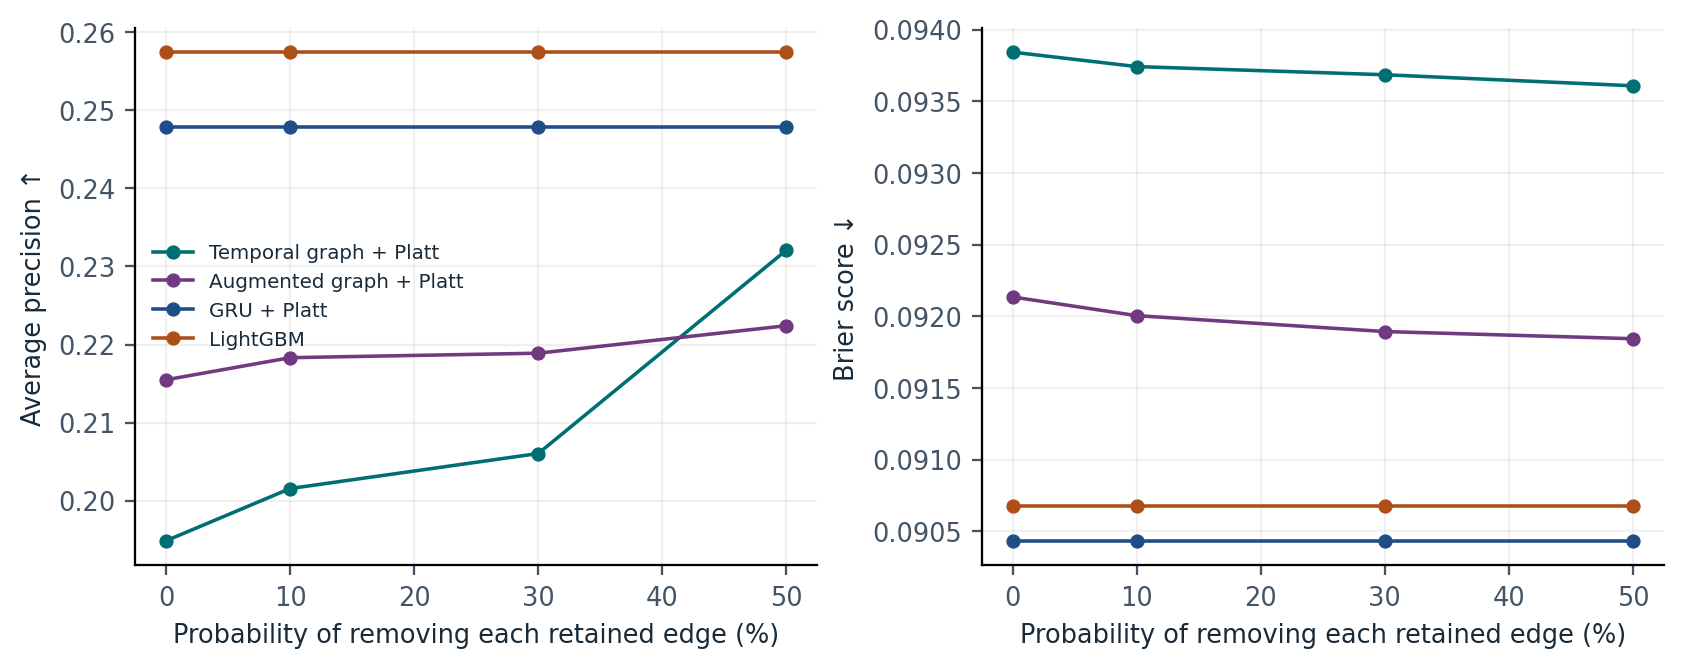 0.26
0.25
0.24
0.23
0.22
0.21
0.20
Average precision ↑
Temporal graph + Platt
Augmented graph + Platt
GRU + Platt
LightGBM
0 10 20 30 40 50
Probability of removing each retained edge (%)
0.0940
0.0935
0.0930
0.0925
0.0920
0.0915
0.0910
0.0905
Brier score ↓
0 10 20 30 40 50
Probability of removing each retained edge (%)